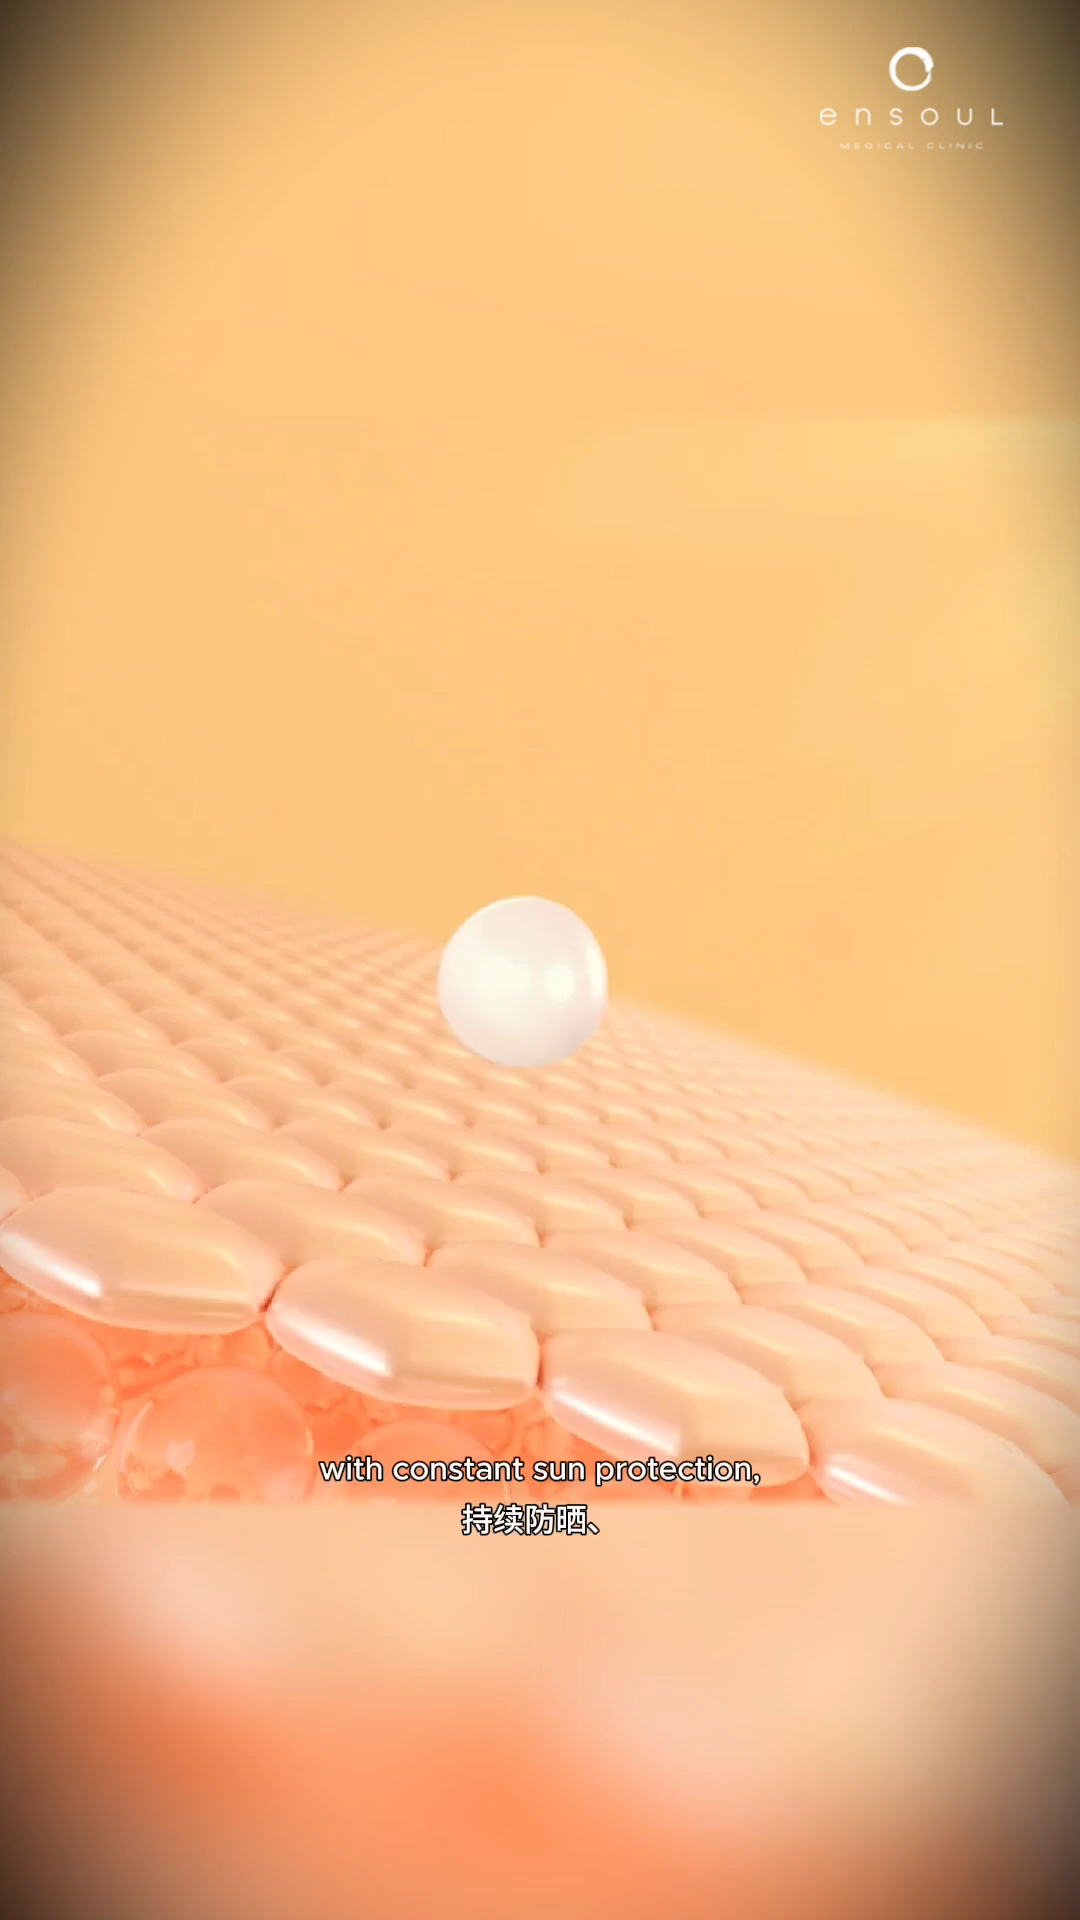 ensoul
MEDICAL CLINIC
with constant sun protection,
持续防晒、